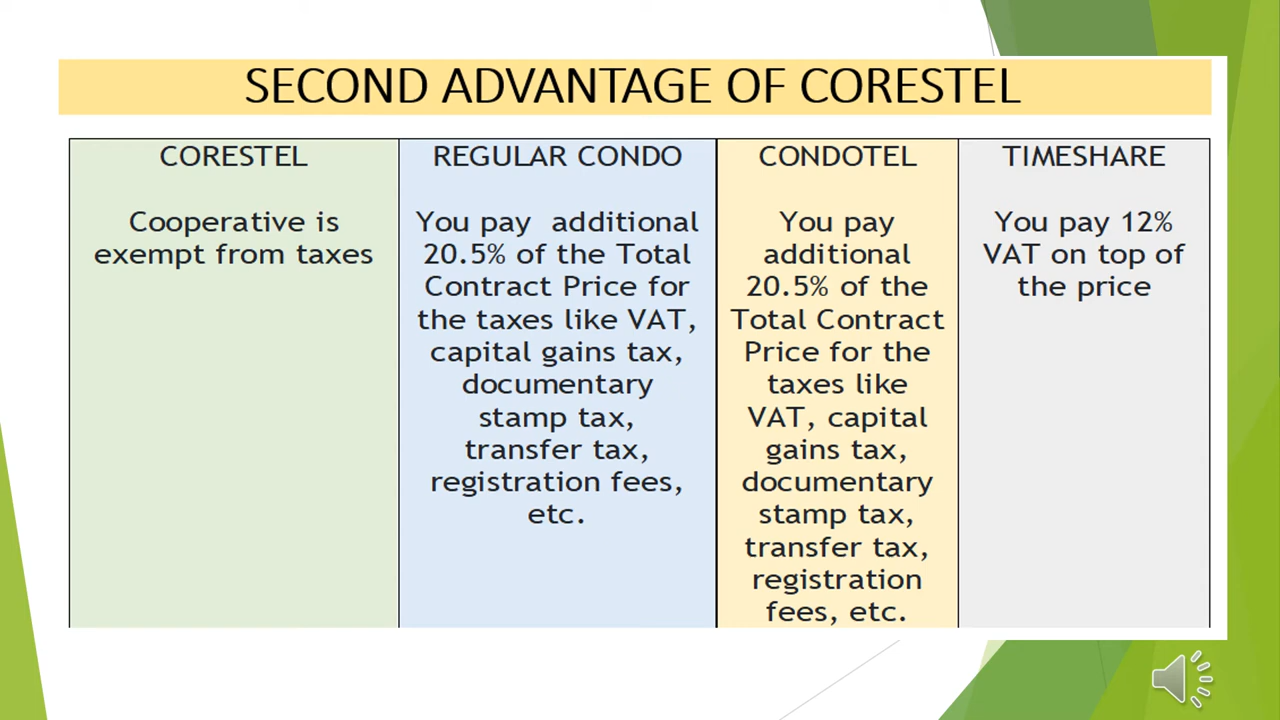 SECOND ADVANTAGE OF CORESTEL
CORESTEL
Cooperative is
exempt from taxes
REGULAR CONDO
You pay additional
20.5% of the Total
Contract Price for
the taxes like VAT,
capital gains tax,
documentary
stamp tax,
transfer tax,
registration fees,
etc.
CONDOTEL
You pay
additional
20.5% of the
Total Contract
Price for the
taxes like
VAT, capital
gains tax,
documentary
stamp tax,
transfer tax,
registration
fees, etc.
TIMESHARE
You pay 12%
VAT on top of
the price